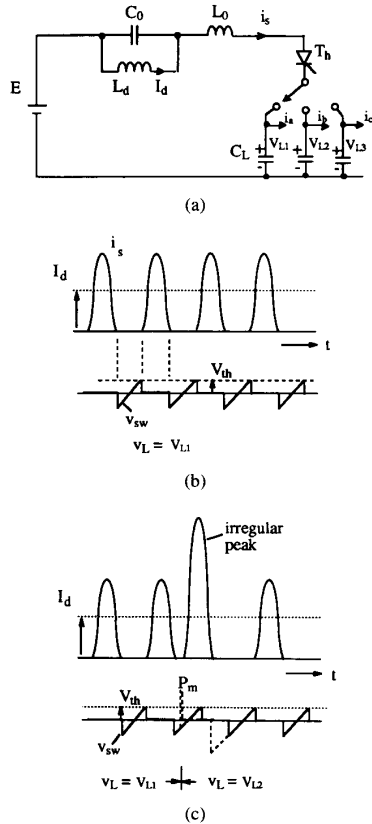 C0 L0 is
Th
Ld Id
E
ia ib ic
CL + VL1 + VL2 + VL3
- - -
(a)
is
Id
t
Vth
vsw
vL = VL1
(b)
irregular
peak
Id
t
Pm
Vth
vsw
vL = VL1 vL = VL2
(c)